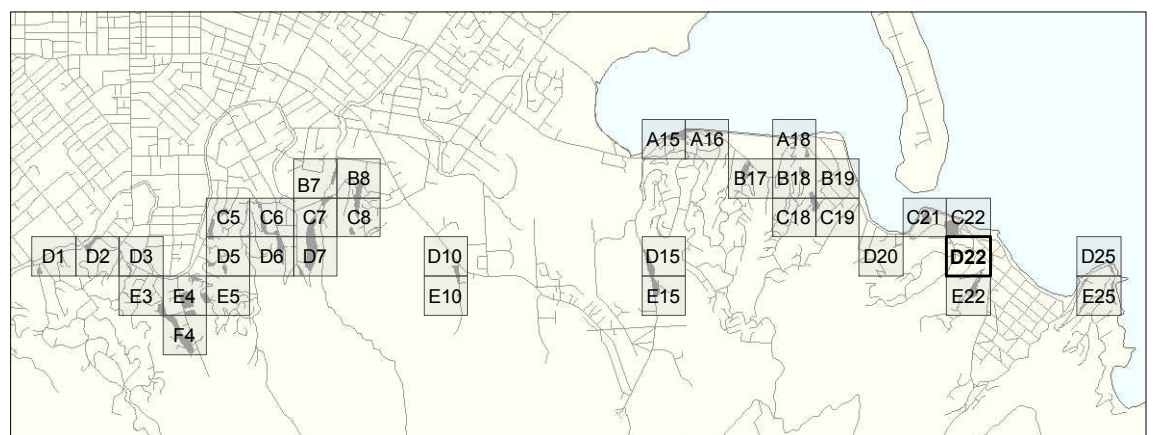 A15 A16 A18
B7 B8 B17 B18 B19
C5 C6 C7 C8 C18 C19 C21 C22
D1 D2 D3 D5 D6 D7 D10 D15 D20 D22 D25
E3 E4 E5 E10 E15 E22 E25
F4